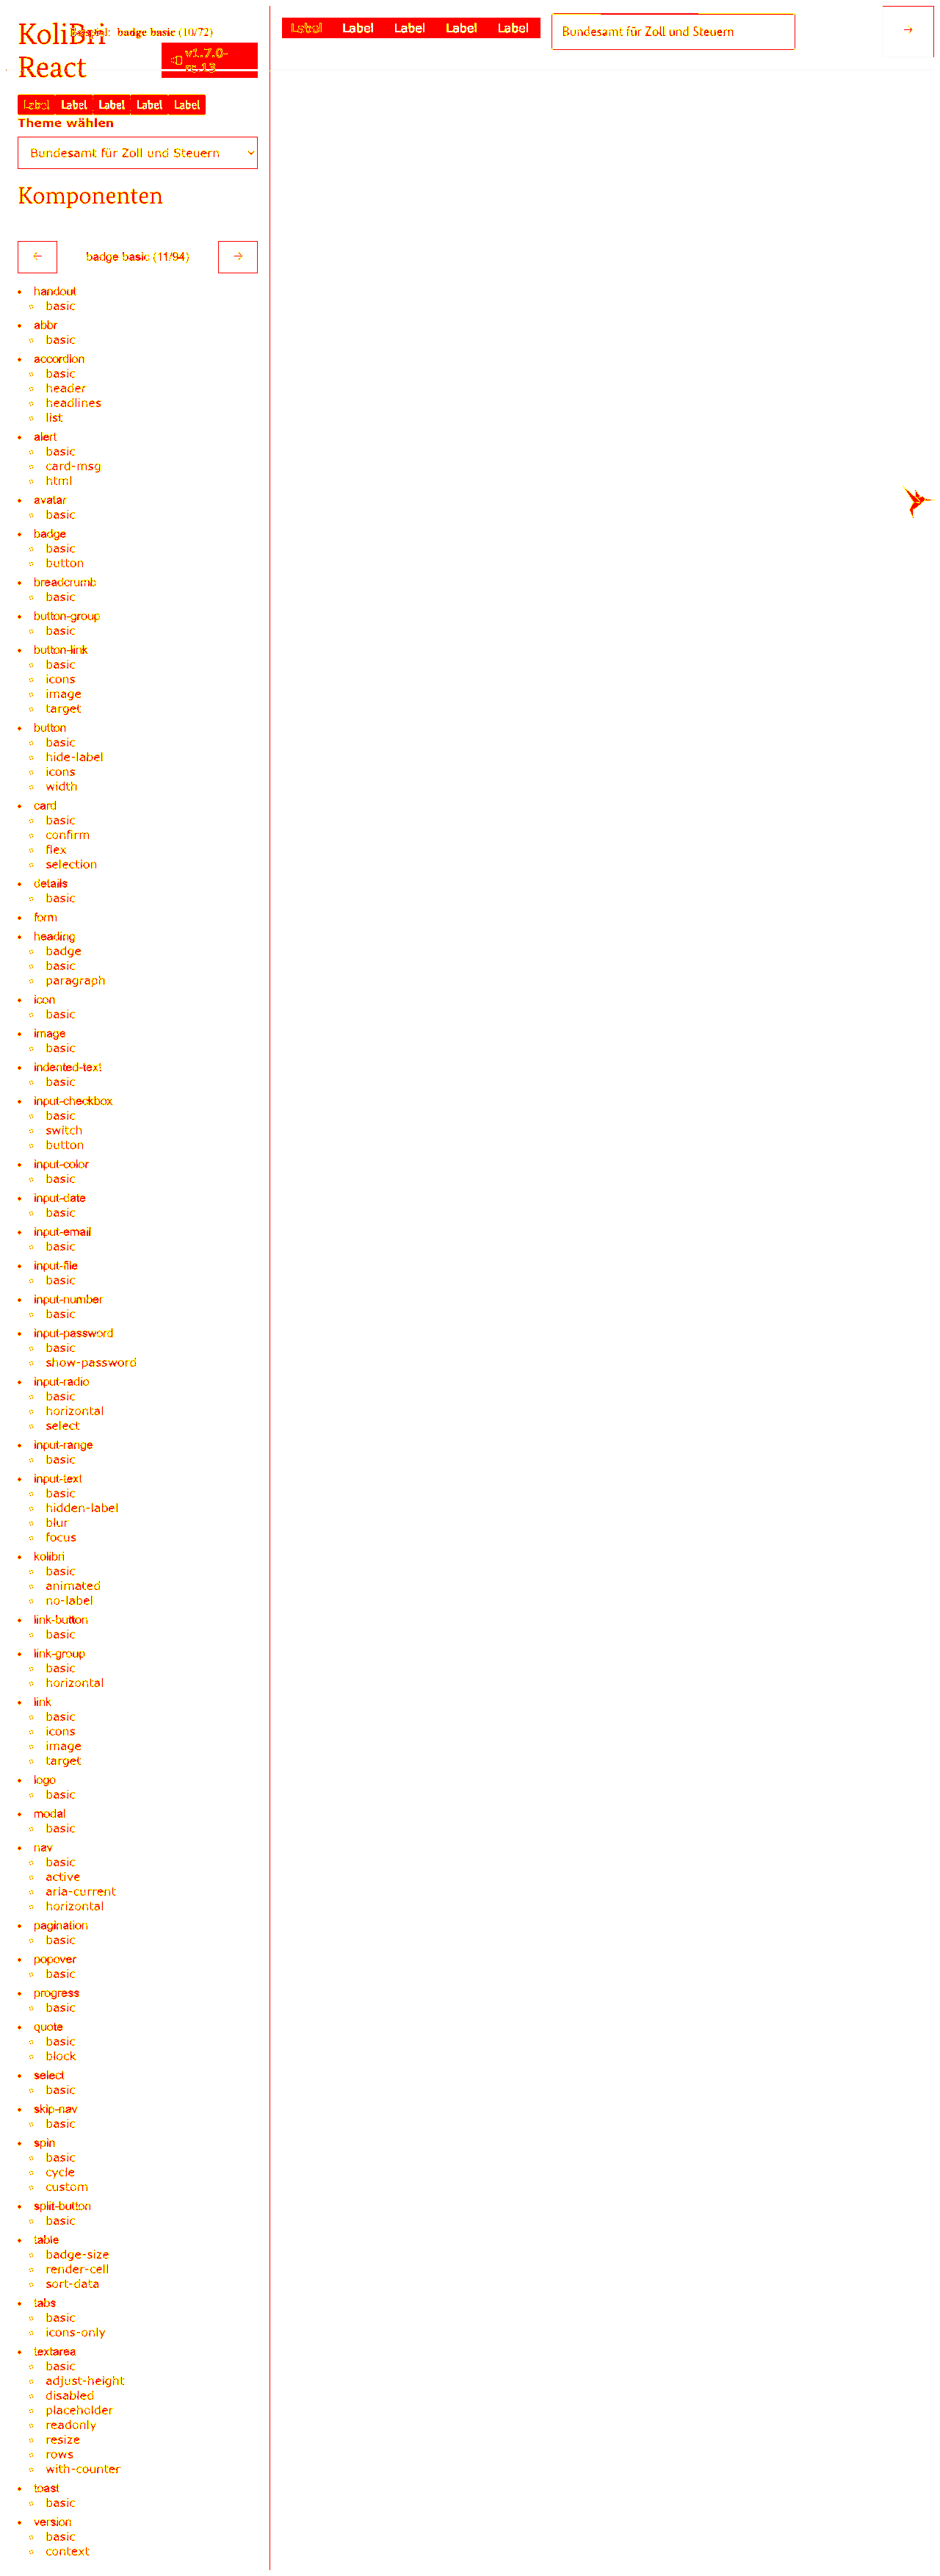 KoliBri
React
Beispiel: badge basic (10/72)
v1.7.0-
rc.13
Label Label Label Label Label
Bundesamt für Zoll und Steuern
→
Label Label Label Label Label
Theme wählen
Bundesamt für Zoll und Steuern
Komponenten
← badge basic (11/94) →
handout
basic
abbr
basic
accordion
basic
header
headlines
list
alert
basic
card-msg
html
avatar
basic
badge
basic
button
breadcrumb
basic
button-group
basic
button-link
basic
icons
image
target
button
basic
hide-label
icons
width
card
basic
confirm
flex
selection
details
basic
form
heading
badge
basic
paragraph
icon
basic
image
basic
indented-text
basic
input-checkbox
basic
switch
button
input-color
basic
input-date
basic
input-email
basic
input-file
basic
input-number
basic
input-password
basic
show-password
input-radio
basic
horizontal
select
input-range
basic
input-text
basic
hidden-label
blur
focus
kolibri
basic
animated
no-label
link-button
basic
link-group
basic
horizontal
link
basic
icons
image
target
logo
basic
modal
basic
nav
basic
active
aria-current
horizontal
pagination
basic
popover
basic
progress
basic
quote
basic
block
select
basic
skip-nav
basic
spin
basic
cycle
custom
split-button
basic
table
badge-size
render-cell
sort-data
tabs
basic
icons-only
textarea
basic
adjust-height
disabled
placeholder
readonly
resize
rows
with-counter
toast
basic
version
basic
context